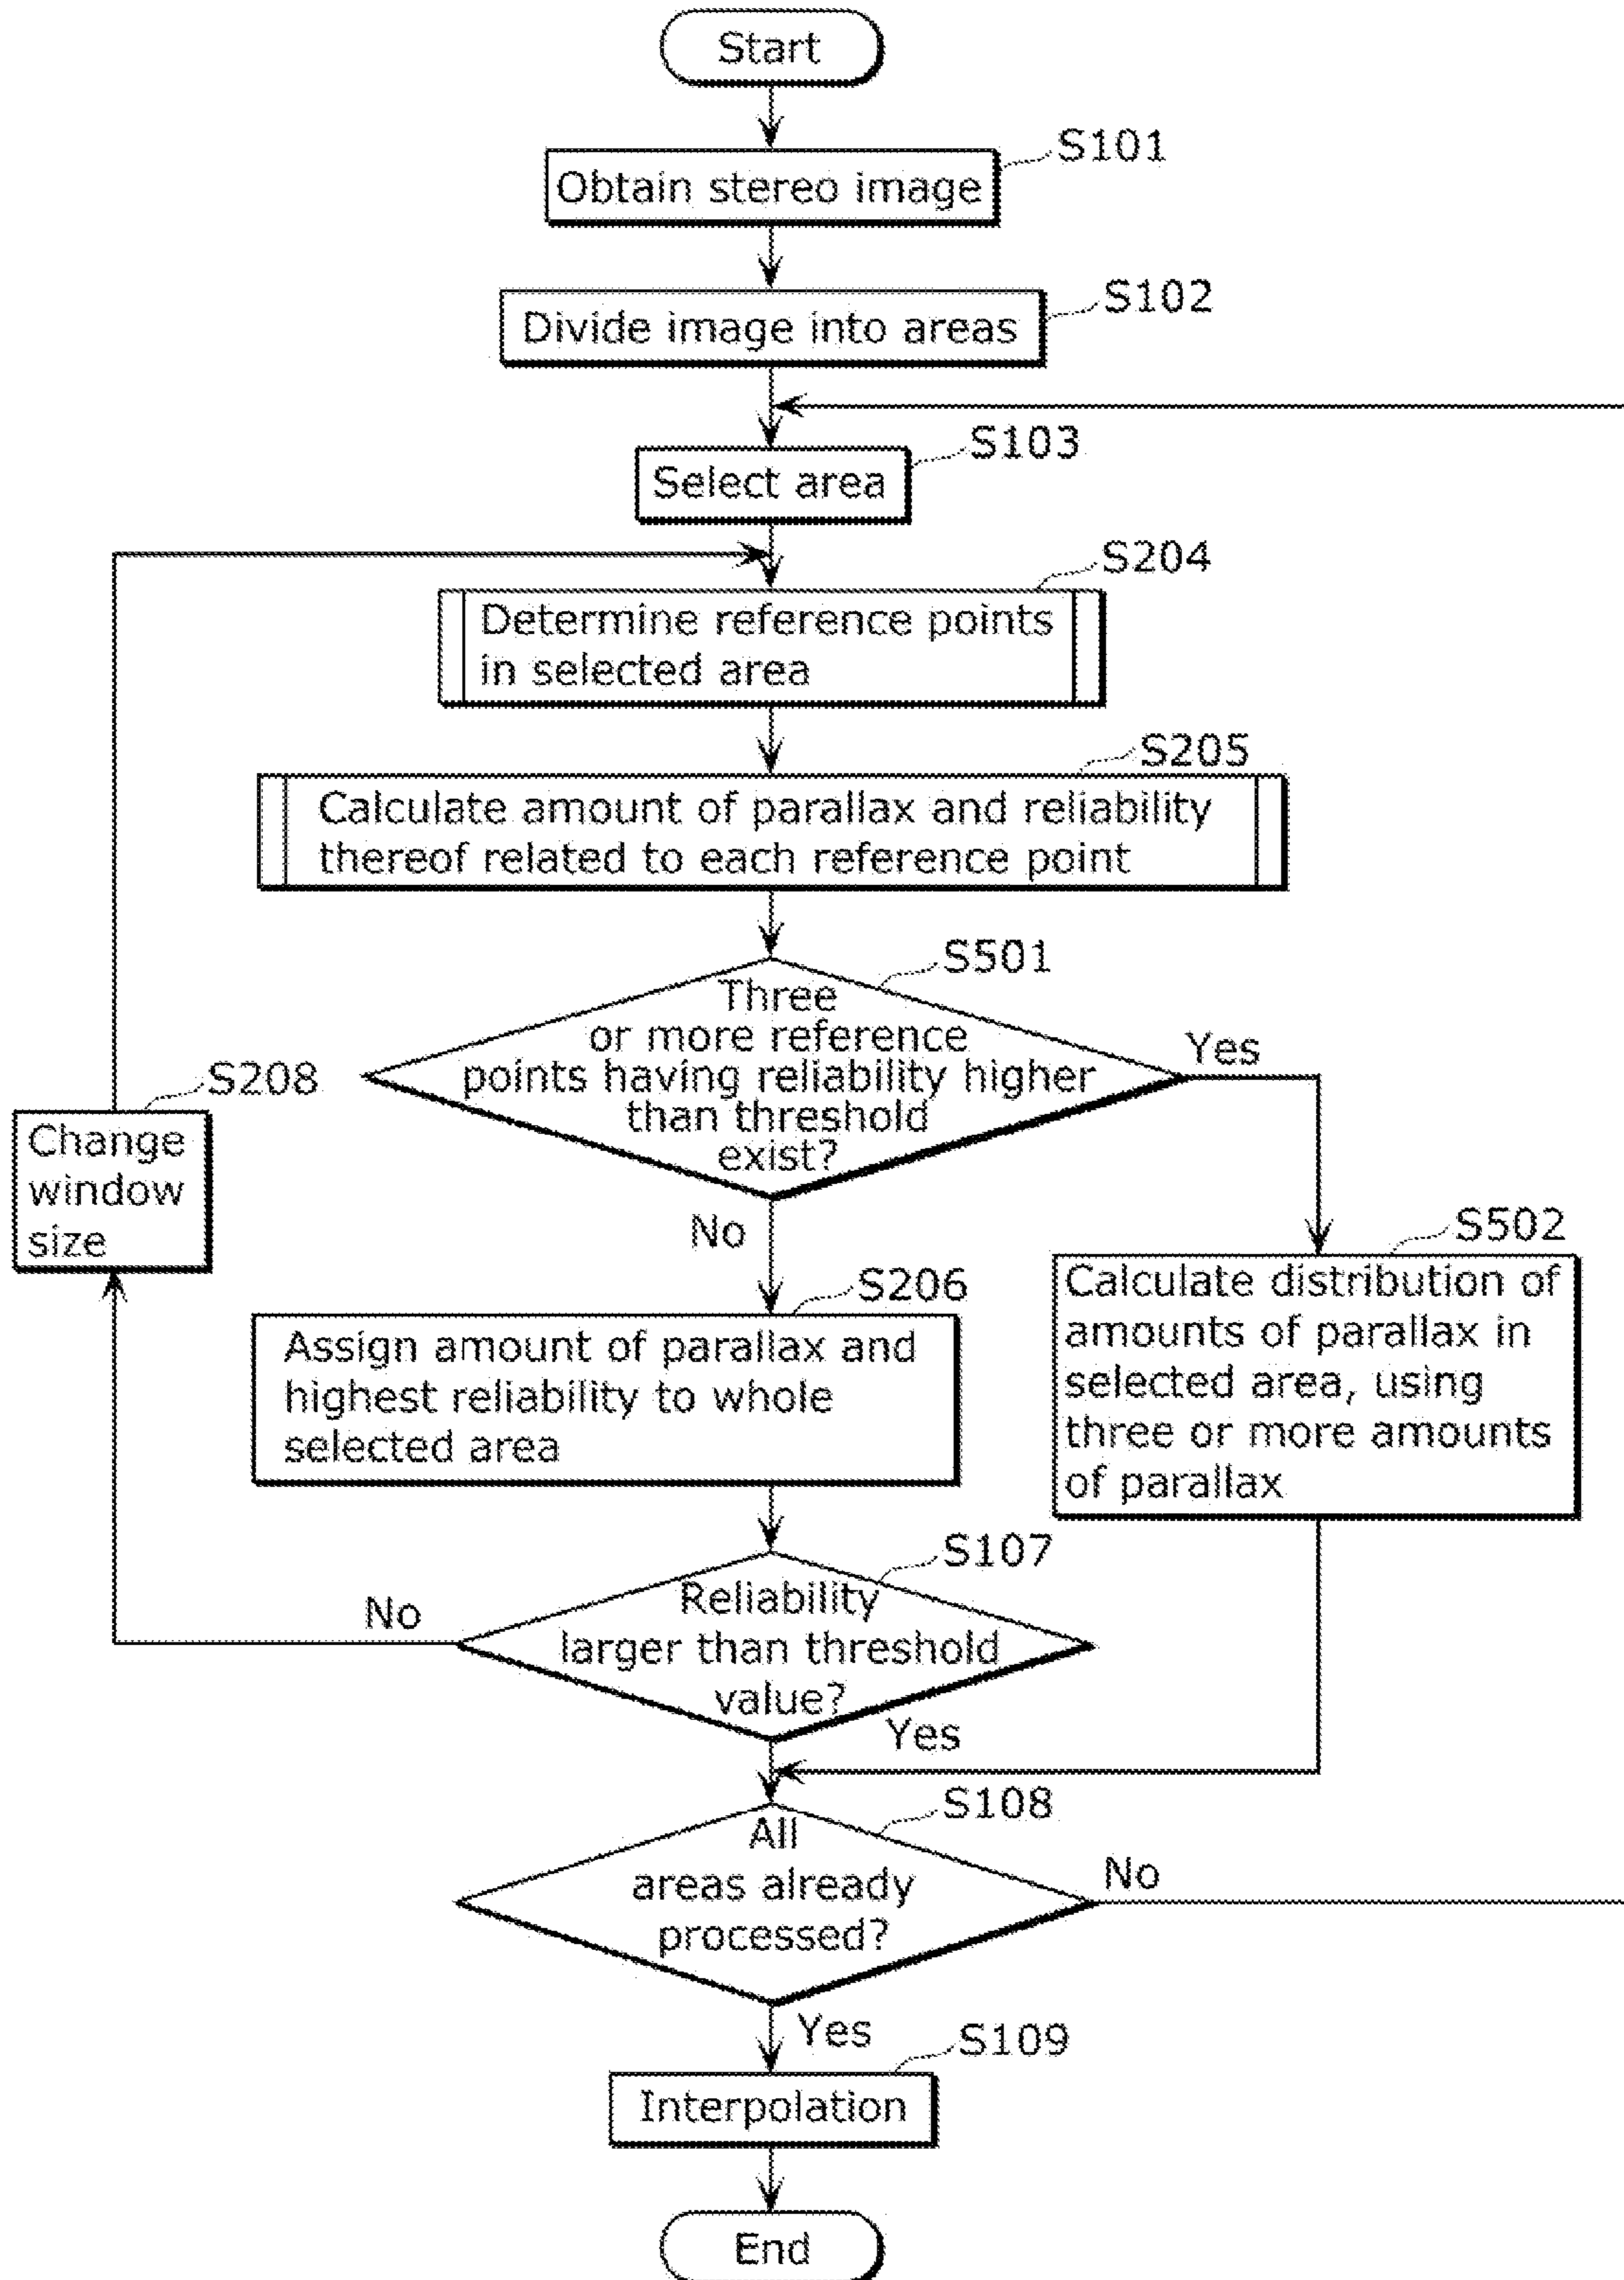 Start
S101
Obtain stereo image
S102
Divide image into areas
S103
Select area
S204
Determine reference points
in selected area
S205
Calculate amount of parallax and reliability
thereof related to each reference point
S501
Three
or more reference
points having reliability higher
than threshold
exist?
Yes
No
S208
Change
window
size
S502
Calculate distribution of
amounts of parallax in
selected area, using
three or more amounts
of parallax
S206
Assign amount of parallax and
highest reliability to whole
selected area
S107
Reliability
larger than threshold
value?
No
Yes
S108
All
areas already
processed?
No
Yes
S109
Interpolation
End